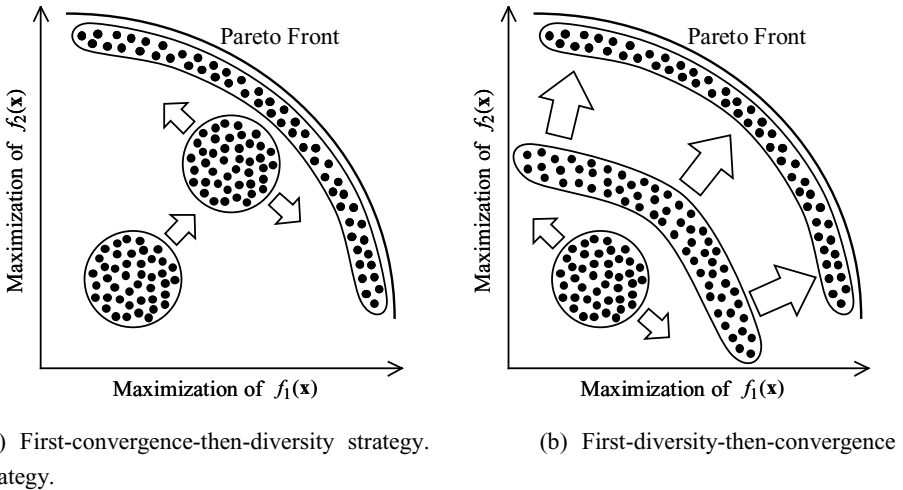 Pareto Front
Maximization of f₂(x)
Maximization of f₁(x)
Pareto Front
Maximization of f₂(x)
Maximization of f₁(x)
) First-convergence-then-diversity strategy.
(b) First-diversity-then-convergence
ategy.